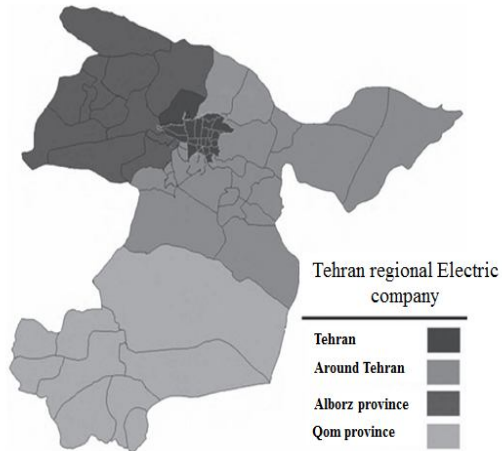 Tehran regional Electric
company
Tehran
Around Tehran
Alborz province
Qom province